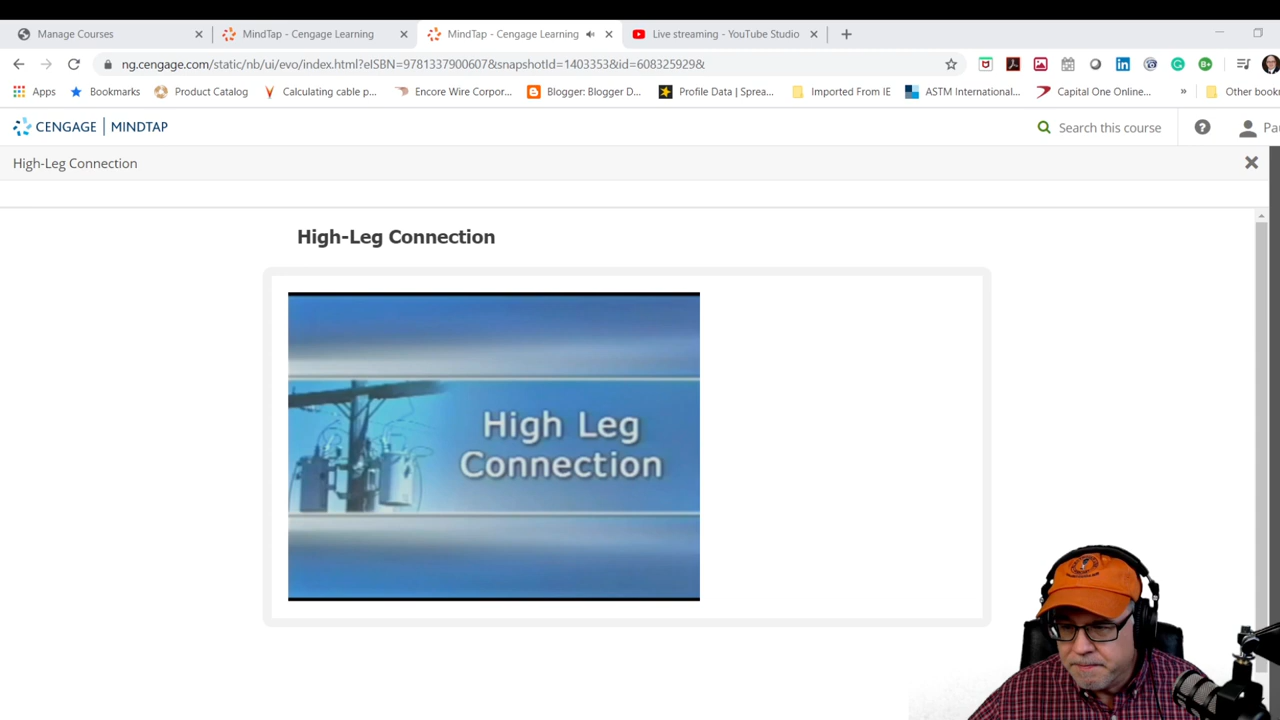 Manage Courses
MindTap - Cengage Learning
MindTap - Cengage Learning
Live streaming - YouTube Studio
ng.cengage.com/static/nb/ui/evo/index.html?eISBN=9781337900607&snapshotId=1403353&id=608325929&
Apps
Bookmarks
Product Catalog
Calculating cable p...
Encore Wire Corpor...
Blogger: Blogger D...
Profile Data | Sprea...
Imported From IE
ASTM International...
Capital One Online...
»
Other book
CENGAGE | MINDTAP
Search this course
Pa
High-Leg Connection
High-Leg Connection
High Leg
Connection